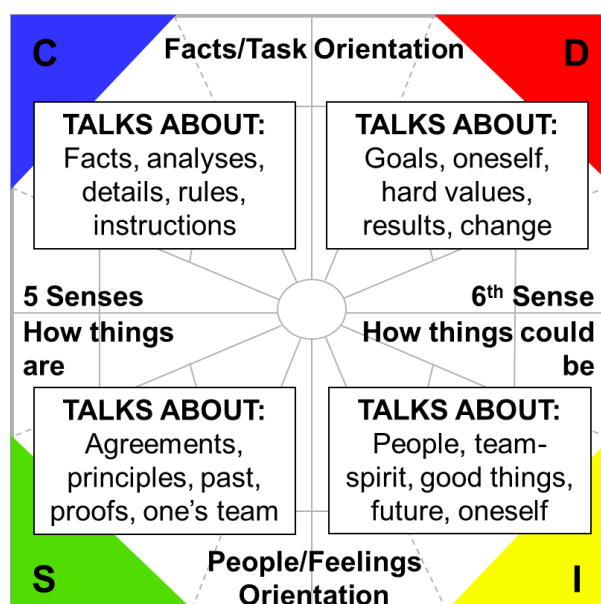 C
Facts/Task Orientation
D
TALKS ABOUT:
Facts, analyses,
details, rules,
instructions
TALKS ABOUT:
Goals, oneself,
hard values,
results, change
5 Senses
How things
are
6th Sense
How things could
be
TALKS ABOUT:
Agreements,
principles, past,
proofs, one’s team
TALKS ABOUT:
People, team-
spirit, good things,
future, oneself
S
People/Feelings
Orientation
I